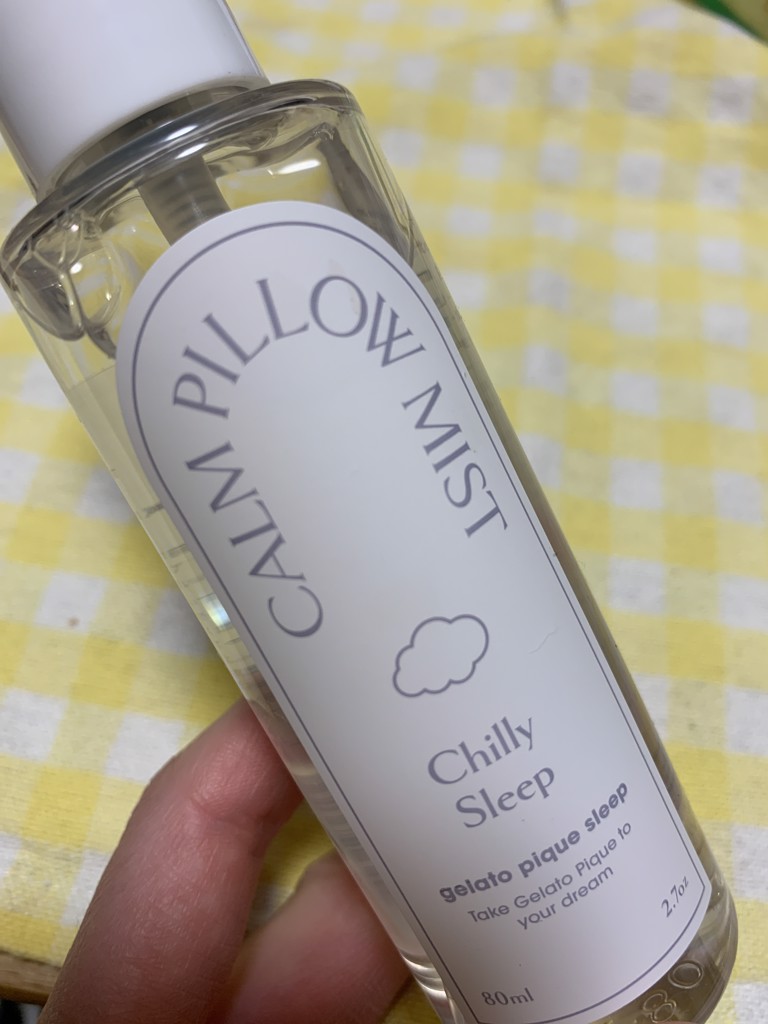 CALM PILLOW MIST
Chilly
Sleep
gelato pique sleep
Take Gelato Pique to
your dream
80ml
2.7oz